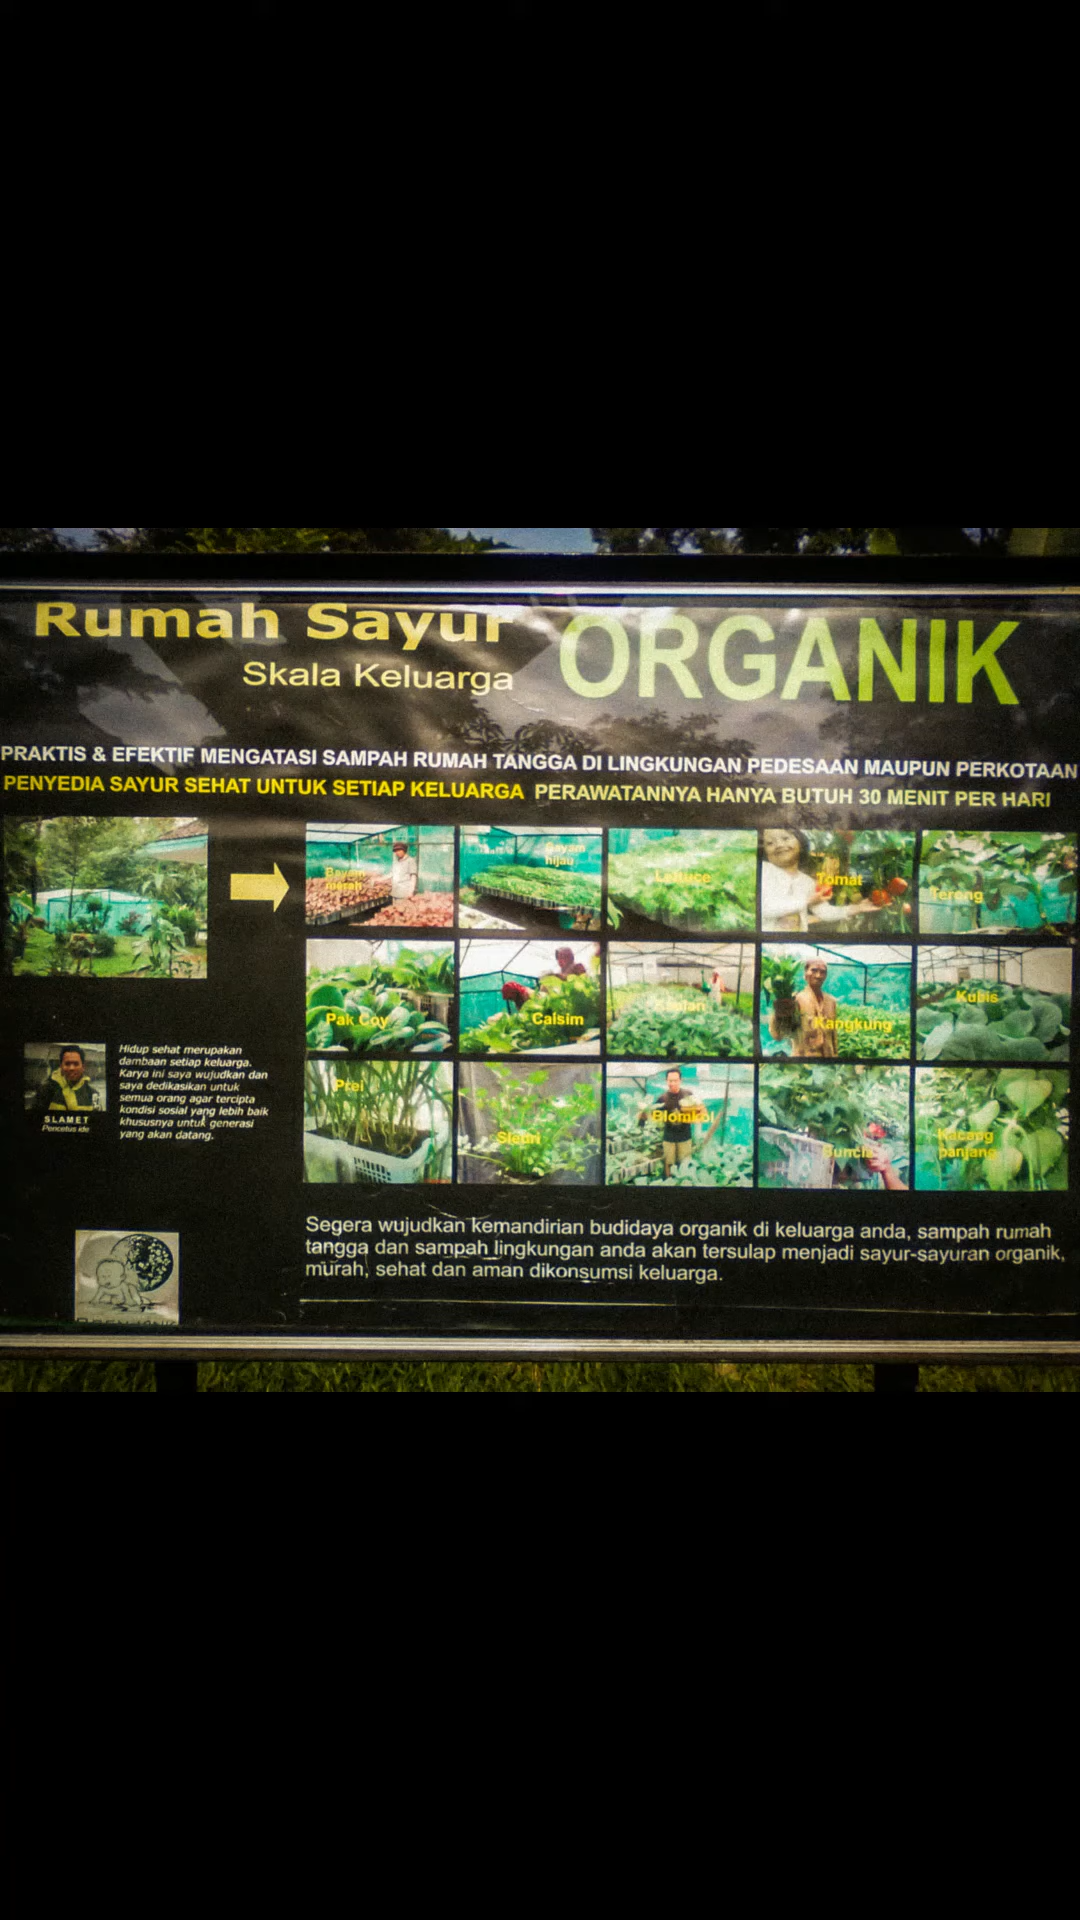 Rumah Sayur
Skala Keluarga
ORGANIK
PRAKTIS & EFEKTIF MENGATASI SAMPAH RUMAH TANGGA DI LINGKUNGAN PEDESAAN MAUPUN PERKOTAAN
PENYEDIA SAYUR SEHAT UNTUK SETIAP KELUARGA PERAWATANNYA HANYA BUTUH 30 MENIT PER HARI
Bayam
merah
Bayam
hijau
Lettuce
Tomat
Terong
Pak Coy
Caisim
Kailan
Kangkung
Kubis
Prei
Sledri
Blomkol
Buncis
Kacang
panjang
Hidup sehat merupakan
dambaan setiap keluarga.
Karya ini saya wujudkan dan
saya dedikasikan untuk
semua orang agar tercipta
kondisi sosial yang lebih baik
khususnya untuk generasi
yang akan datang.
SLAMET
Pencetus ide
Segera wujudkan kemandirian budidaya organik di keluarga anda, sampah rumah
tangga dan sampah lingkungan anda akan tersulap menjadi sayur-sayuran organik,
murah, sehat dan aman dikonsumsi keluarga.